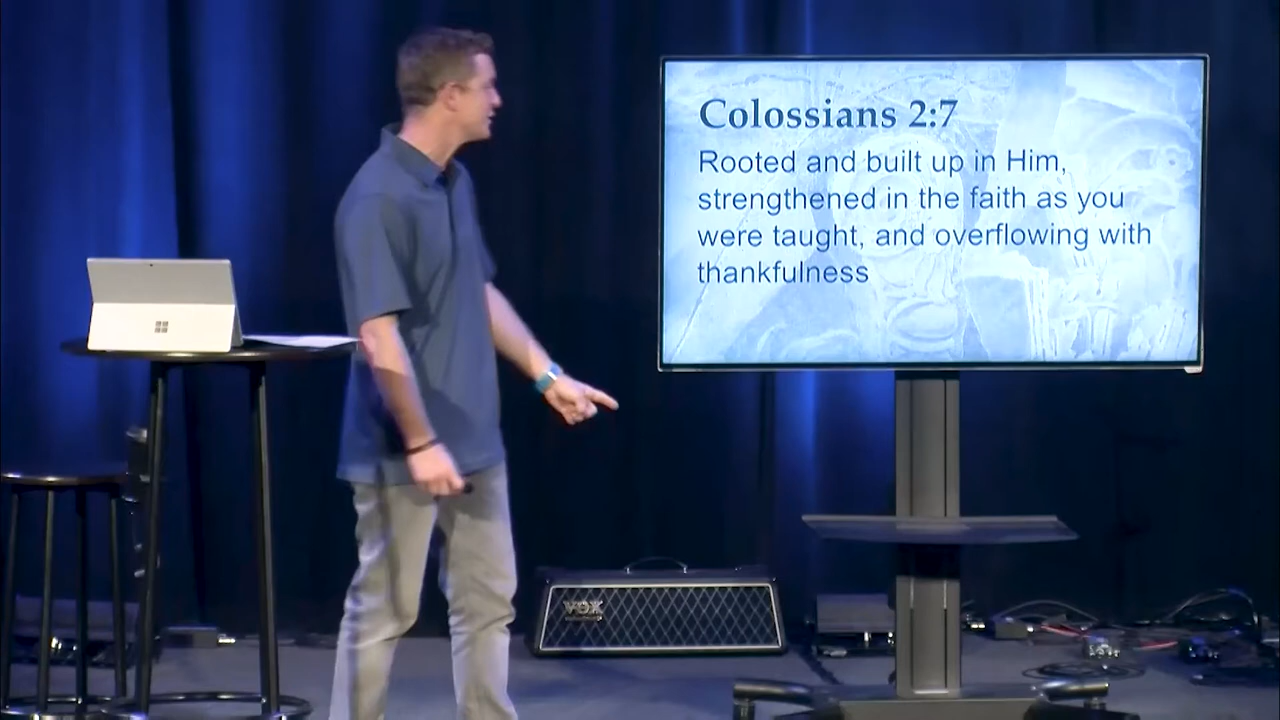 Colossians 2:7
Rooted and built up in Him,
strengthened in the faith as you
were taught, and overflowing with
thankfulness
VOX